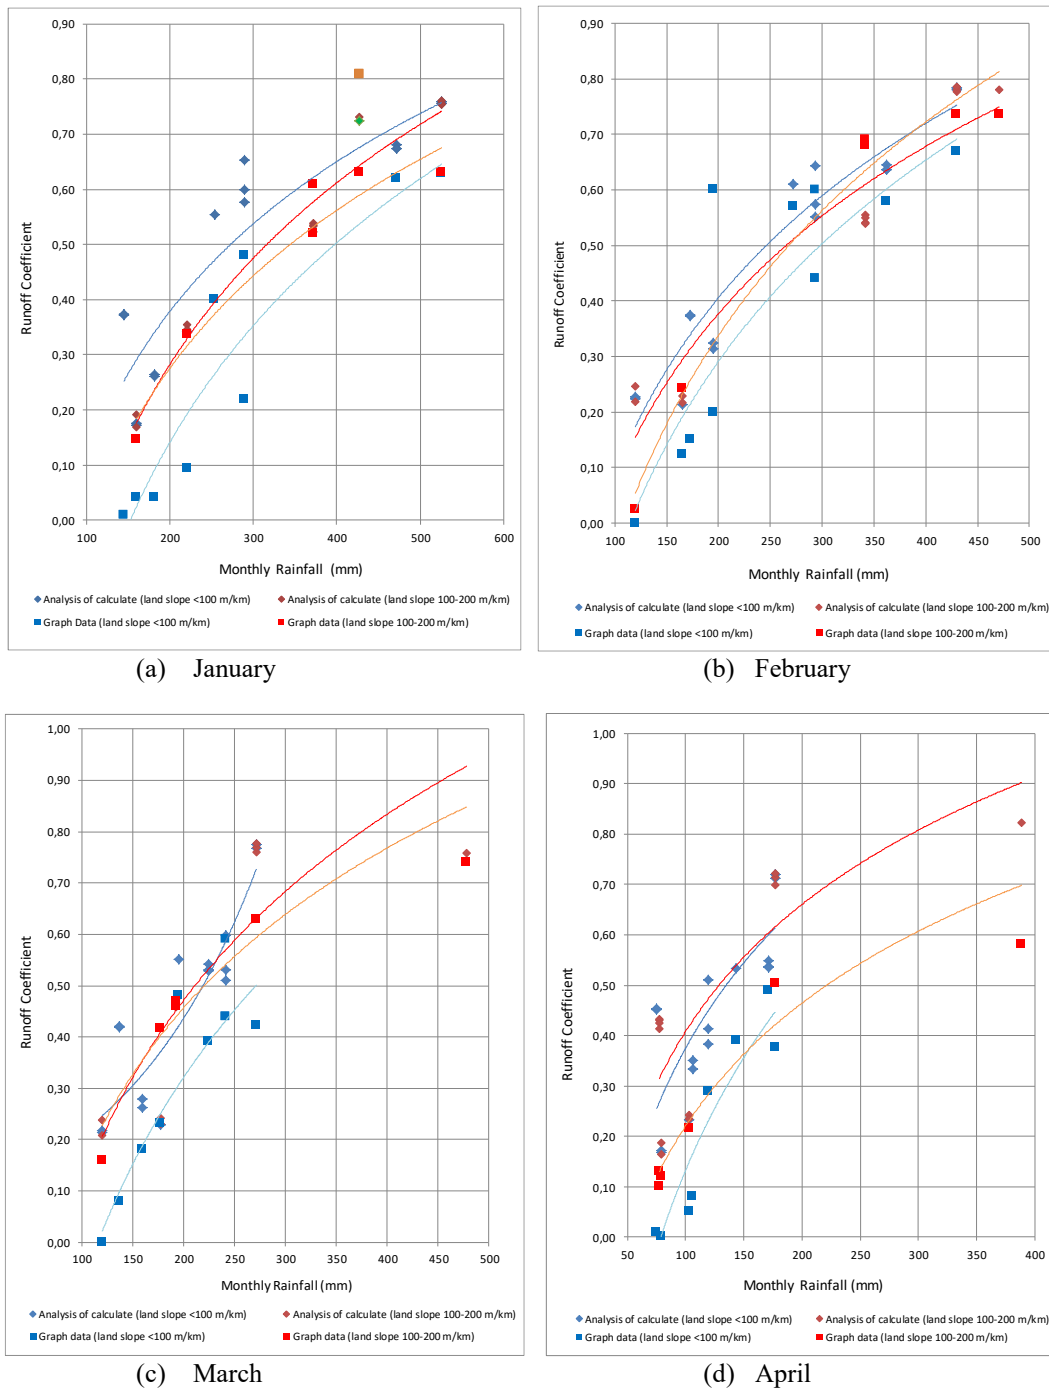 0,90
0,80
0,70
0,60
0,50
0,40
0,30
0,20
0,10
0,00
Runoff Coefficient
100 200 300 400 500 600
Monthly Rainfall (mm)
Analysis of calculate (land slope <100 m/km) Analysis of calculate (land slope 100-200 m/km)
Graph Data (land slope <100 m/km) Graph data (land slope 100-200 m/km)
(a) January
0,90
0,80
0,70
0,60
0,50
0,40
0,30
0,20
0,10
0,00
Runoff Coefficient
100 150 200 250 300 350 400 450 500
Monthly Rainfall (mm)
Analysis of calculate (land slope <100 m/km) Analysis of calculate (land slope 100-200 m/km)
Graph data (land slope <100 m/km) Graph data (land slope 100-200 m/km)
(b) February
1,00
0,90
0,80
0,70
0,60
0,50
0,40
0,30
0,20
0,10
0,00
Runoff Coefficient
100 150 200 250 300 350 400 450 500
Monthly Rainfall (mm)
Analysis of calculate (land slope <100 m/km) Analysis of calculate (land slope 100-200 m/km)
Graph data (land slope <100 m/km) Graph data (land slope 100-200 m/km)
(c) March
1,00
0,90
0,80
0,70
0,60
0,50
0,40
0,30
0,20
0,10
0,00
Runoff Coefficient
50 100 150 200 250 300 350 400
Monthly Rainfall (mm)
Analysis of calculate (land slope <100 m/km) Analysis of calculate (land slope 100-200 m/km)
Graph data (land slope <100 m/km) Graph data (land slope 100-200 m/km)
(d) April